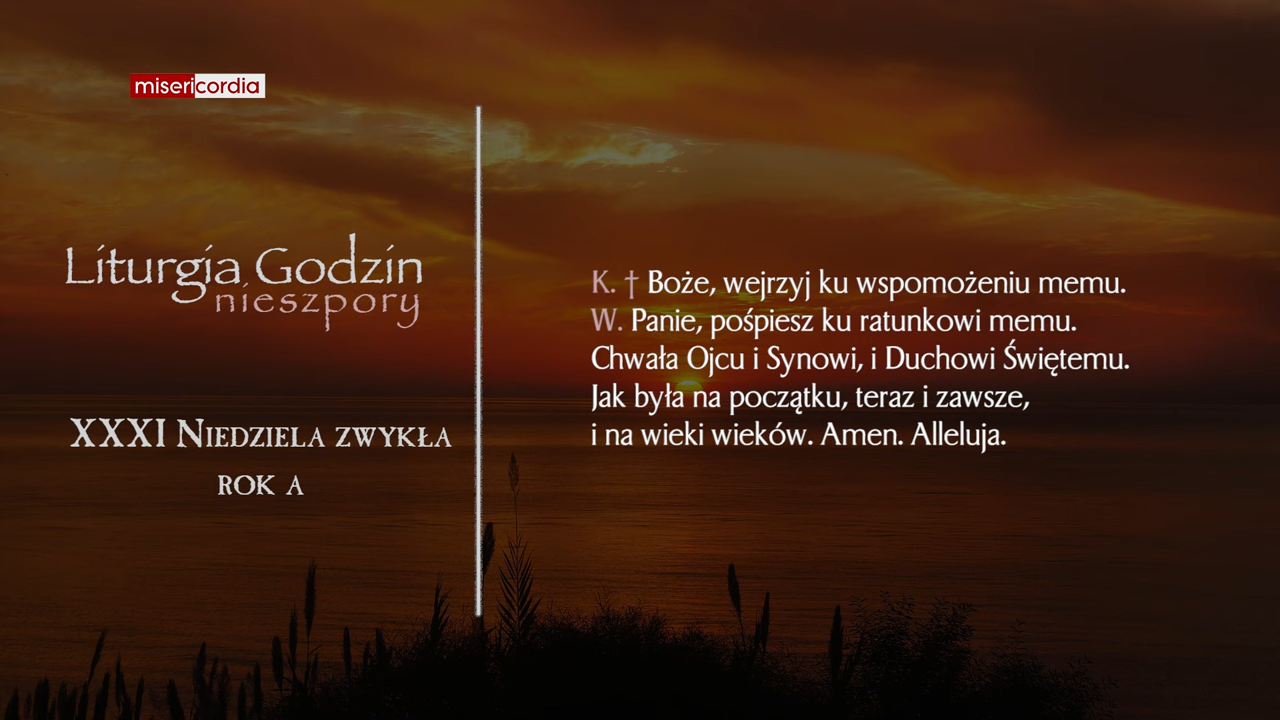 misericordia
Liturgia Godzin
nieszpory
XXXI Niedziela zwykła
rok A
K. † Boże, wejrzyj ku wspomożeniu memu.
W. Panie, pośpiesz ku ratunkowi memu.
Chwała Ojcu i Synowi, i Duchowi Świętemu.
Jak była na początku, teraz i zawsze,
i na wieki wieków. Amen. Alleluja.